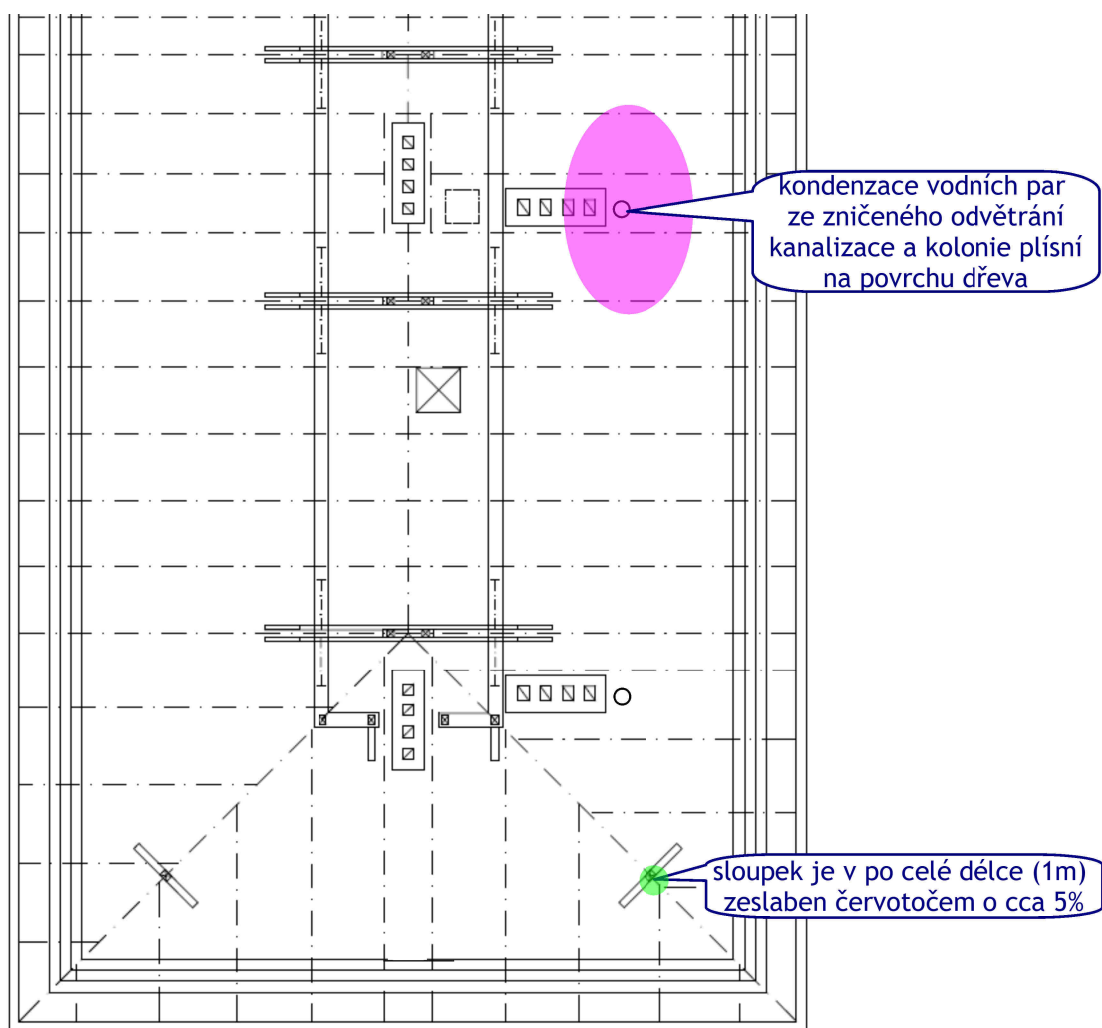 kondenzace vodních par
ze zničeného odvětrání
kanalizace a kolonie plísní
na povrchu dřeva
sloupek je v po celé délce (1m)
zeslaben červotočem o cca 5%